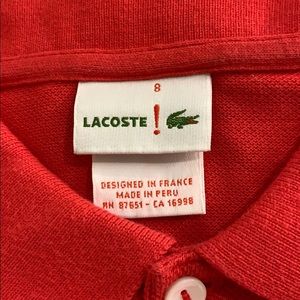 8
LACOSTE !
DESIGNED IN FRANCE
MADE IN PERU
RN 87651 - CA 16998